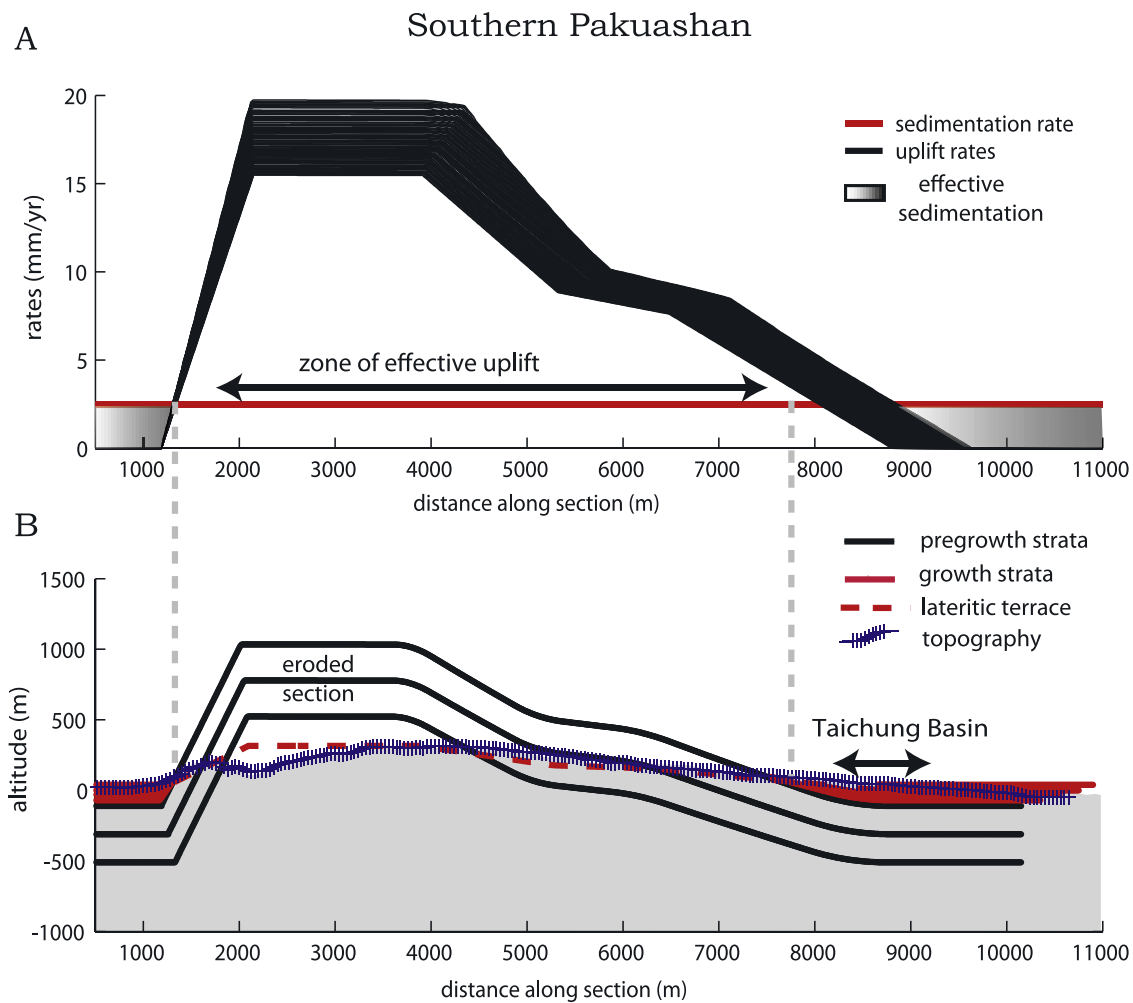 Southern Pakuashan
A
20
15
10
5
0
rates (mm/yr)
sedimentation rate
uplift rates
effective
sedimentation
zone of effective uplift
1000 2000 3000 4000 5000 6000 7000 8000 9000 10000 11000
distance along section (m)
B
pregrowth strata
growth strata
lateritic terrace
topography
1500
1000
500
0
-500
-1000
altitude (m)
eroded
section
Taichung Basin
1000 2000 3000 4000 5000 6000 7000 8000 9000 10000 11000
distance along section (m)